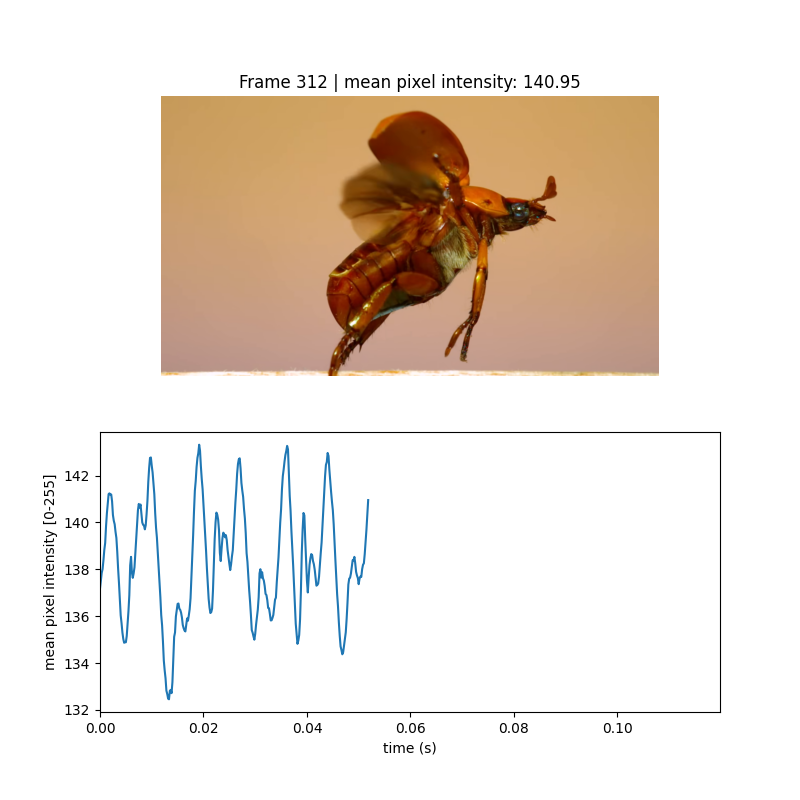 Frame 312 | mean pixel intensity: 140.95
142
140
138
136
134
132
mean pixel intensity [0-255]
0.00 0.02 0.04 0.06 0.08 0.10
time (s)